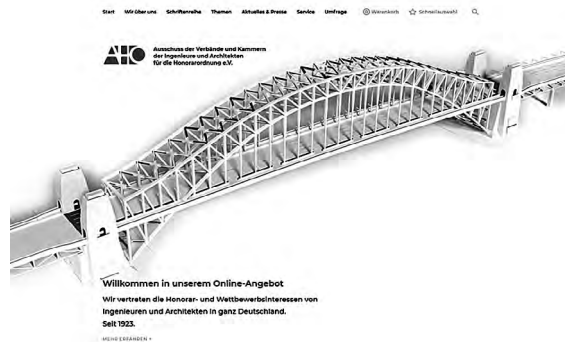 Start Wir über uns Schriftenreihe Themen Aktuelles & Presse Service Umfrage Warenkorb Schnellauswahl
AHO
Ausschuss der Verbände und Kammern
der Ingenieure und Architekten
für die Honorarordnung e.V.
Willkommen in unserem Online-Angebot
Wir vertreten die Honorar- und Wettbewerbsinteressen von
Ingenieuren und Architekten in ganz Deutschland.
Seit 1923.
MEHR ERFAHREN >